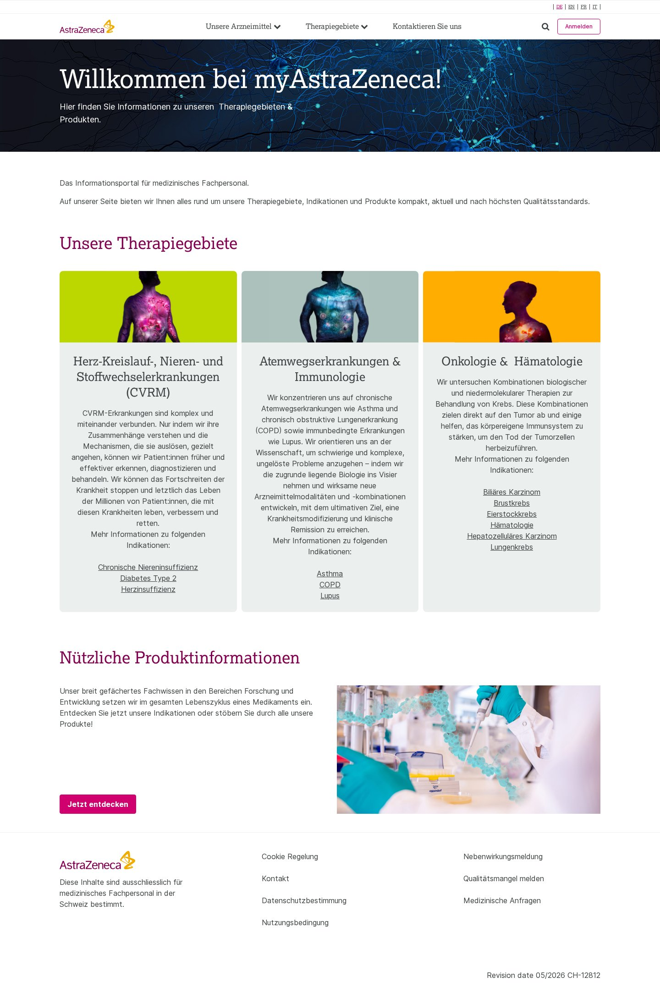 | DE | EN | FR | IT |
AstraZeneca
Unsere Arzneimittel
Therapiegebiete
Kontaktieren Sie uns
Anmelden
Willkommen bei myAstraZeneca!
Hier finden Sie Informationen zu unseren  Therapiegebieten &
Produkten.
Das Informationsportal für medizinisches Fachpersonal.
Auf unserer Seite bieten wir Ihnen alles rund um unsere Therapiegebiete, Indikationen und Produkte kompakt, aktuell und nach höchsten Qualitätsstandards.
Unsere Therapiegebiete
Herz-Kreislauf-, Nieren- und
Stoffwechselerkrankungen
(CVRM)
CVRM-Erkrankungen sind komplex und
miteinander verbunden. Nur indem wir ihre
Zusammenhänge verstehen und die
Mechanismen, die sie auslösen, gezielt
angehen, können wir Patient:innen früher und
effektiver erkennen, diagnostizieren und
behandeln. Wir können das Fortschreiten der
Krankheit stoppen und letztlich das Leben
der Millionen von Patient:innen, die mit
diesen Krankheiten leben, verbessern und
retten.
Mehr Informationen zu folgenden
Indikationen:
Chronische Niereninsuffizienz
Diabetes Type 2
Herzinsuffizienz
Atemwegserkrankungen &
Immunologie
Wir konzentrieren uns auf chronische
Atemwegserkrankungen wie Asthma und
chronisch obstruktive Lungenerkrankung
(COPD) sowie immunbedingte Erkrankungen
wie Lupus. Wir orientieren uns an der
Wissenschaft, um schwierige und komplexe,
ungelöste Probleme anzugehen – indem wir
die zugrunde liegende Biologie ins Visier
nehmen und wirksame neue
Arzneimittelmodalitäten und -kombinationen
entwickeln, mit dem ultimativen Ziel, eine
Krankheitsmodifizierung und klinische
Remission zu erreichen.
Mehr Informationen zu folgenden
Indikationen:
Asthma
COPD
Lupus
Onkologie &  Hämatologie
Wir untersuchen Kombinationen biologischer
und niedermolekularer Therapien zur
Behandlung von Krebs. Diese Kombinationen
zielen direkt auf den Tumor ab und einige
helfen, das körpereigene Immunsystem zu
stärken, um den Tod der Tumorzellen
herbeizuführen.
Mehr Informationen zu folgenden
Indikationen:
Biliäres Karzinom
Brustkrebs
Eierstockkrebs
Hämatologie
Hepatozelluläres Karzinom
Lungenkrebs
Nützliche Produktinformationen
Unser breit gefächertes Fachwissen in den Bereichen Forschung und
Entwicklung setzen wir im gesamten Lebenszyklus eines Medikaments ein.
Entdecken Sie jetzt unsere Indikationen oder stöbern Sie durch alle unsere
Produkte!
Jetzt entdecken
eppendorf
AstraZeneca
Diese Inhalte sind ausschliesslich für
medizinisches Fachpersonal in der
Schweiz bestimmt.
Cookie Regelung
Kontakt
Datenschutzbestimmung
Nutzungsbedingung
Nebenwirkungsmeldung
Qualitätsmangel melden
Medizinische Anfragen
Revision date 05/2026 CH-12812